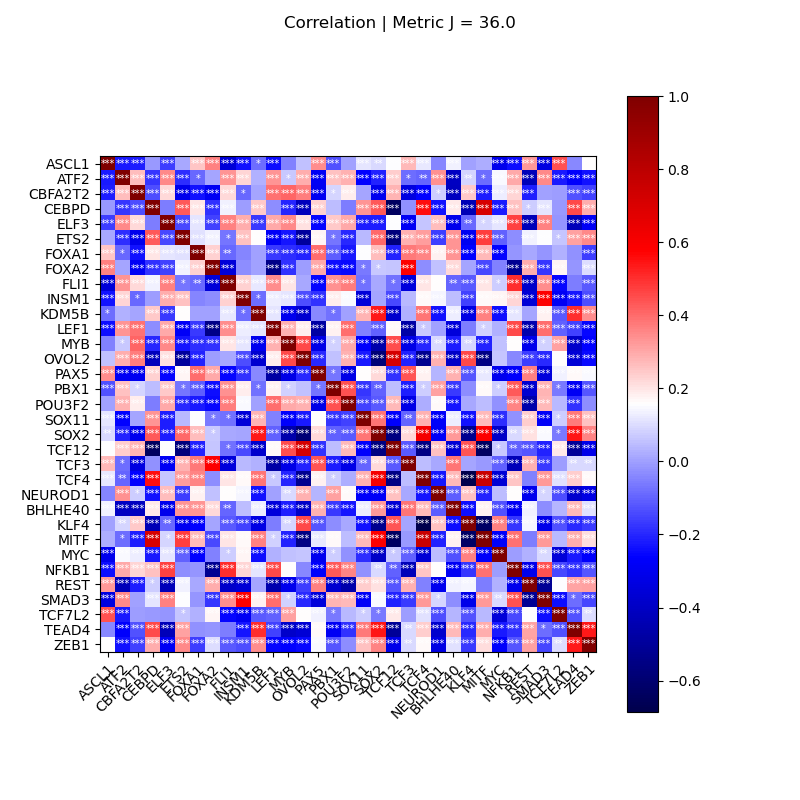 Correlation | Metric J = 36.0
ASCL1
ATF2
CBFA2T2
CEBPD
ELF3
ETS2
FOXA1
FOXA2
FLI1
INSM1
KDM5B
LEF1
MYB
OVOL2
PAX5
PBX1
POU3F2
SOX11
SOX2
TCF12
TCF3
TCF4
NEUROD1
BHLHE40
KLF4
MITF
MYC
NFKB1
REST
SMAD3
TCF7L2
TEAD4
ZEB1
ASCL1
ATF2
CBFA2T2
CEBPD
ELF3
ETS2
FOXA1
FOXA2
FLI1
INSM1
KDM5B
LEF1
MYB
OVOL2
PAX5
PBX1
POU3F2
SOX11
SOX2
TCF12
TCF3
TCF4
NEUROD1
BHLHE40
KLF4
MITF
MYC
NFKB1
REST
SMAD3
TCF7L2
TEAD4
ZEB1
1.0
0.8
0.6
0.4
0.2
0.0
−0.2
−0.4
−0.6